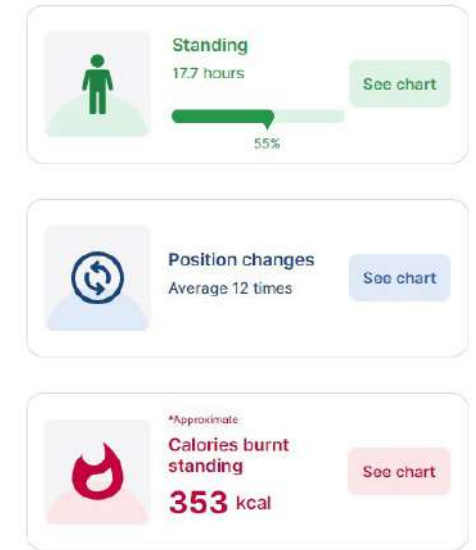 Standing
17.7 hours
See chart
55%
Position changes
Average 12 times
See chart
*Approximate
Calories burnt
standing
353 kcal
See chart